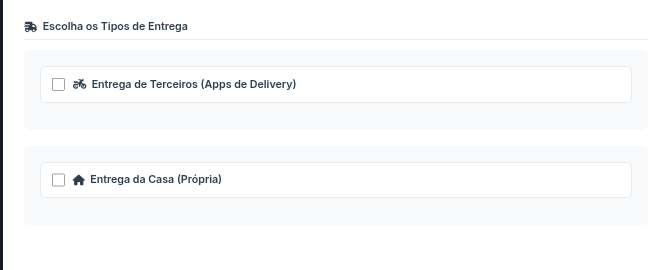 Escolha os Tipos de Entrega
Entrega de Terceiros (Apps de Delivery)
Entrega da Casa (Própria)